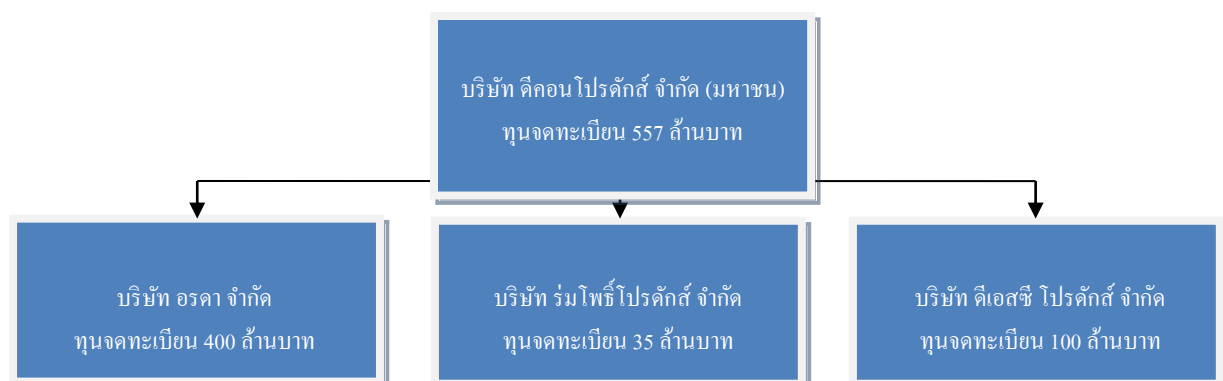 บริษัท ดีคอนโปรดักส์ จำกัด (มหาชน)
ทุนจดทะเบียน 557 ล้านบาท
บริษัท อรดา จำกัด
ทุนจดทะเบียน 400 ล้านบาท
บริษัท ร่มโพธิ์โปรดักส์ จำกัด
ทุนจดทะเบียน 35 ล้านบาท
บริษัท ดีเอสซี โปรดักส์ จำกัด
ทุนจดทะเบียน 100 ล้านบาท